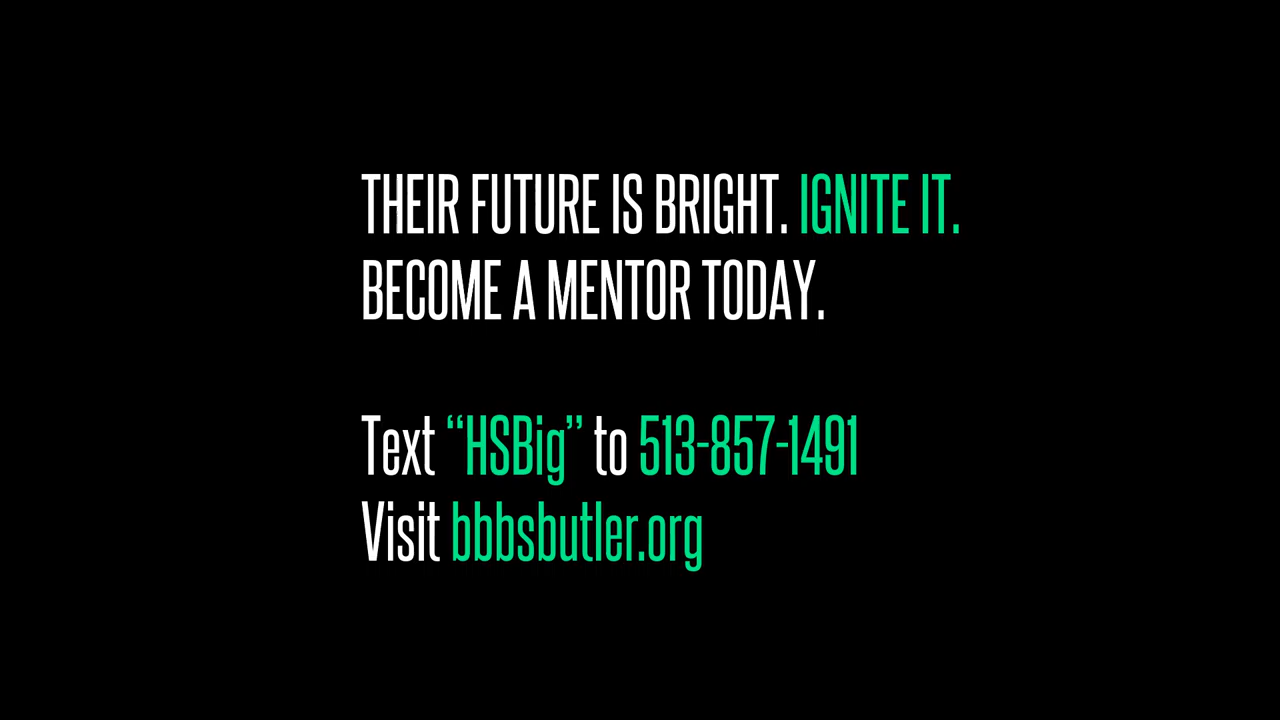 THEIR FUTURE IS BRIGHT. IGNITE IT.
BECOME A MENTOR TODAY.
Text “HSBig” to 513-857-1491
Visit bbbsbutler.org